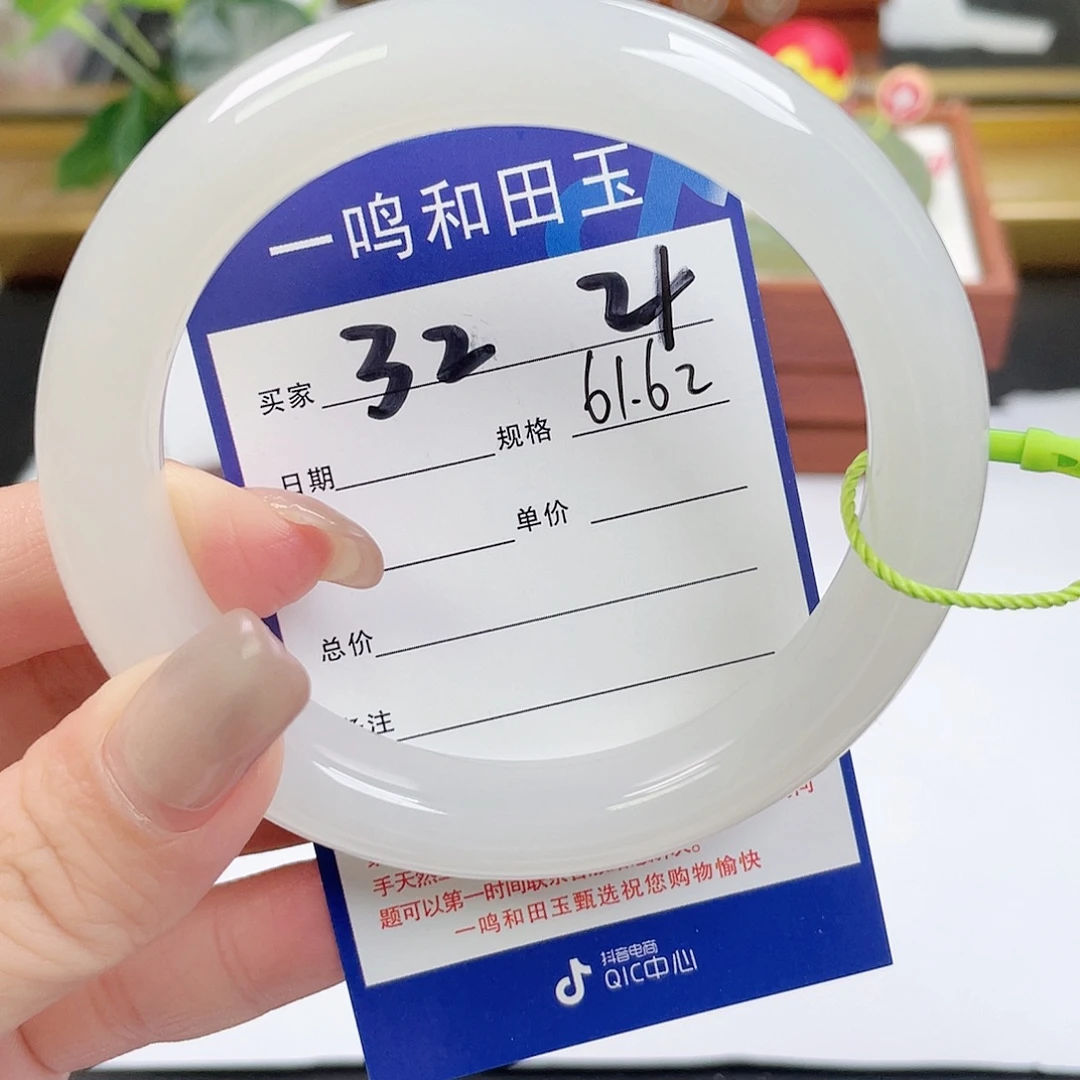 一鸣和田玉
买家 32 21
日期 规格 61.62
单价
总价
注
手天然
题可以第一时间联系
一鸣和田玉甄选祝您购物愉快
抖音电商
QIC中心